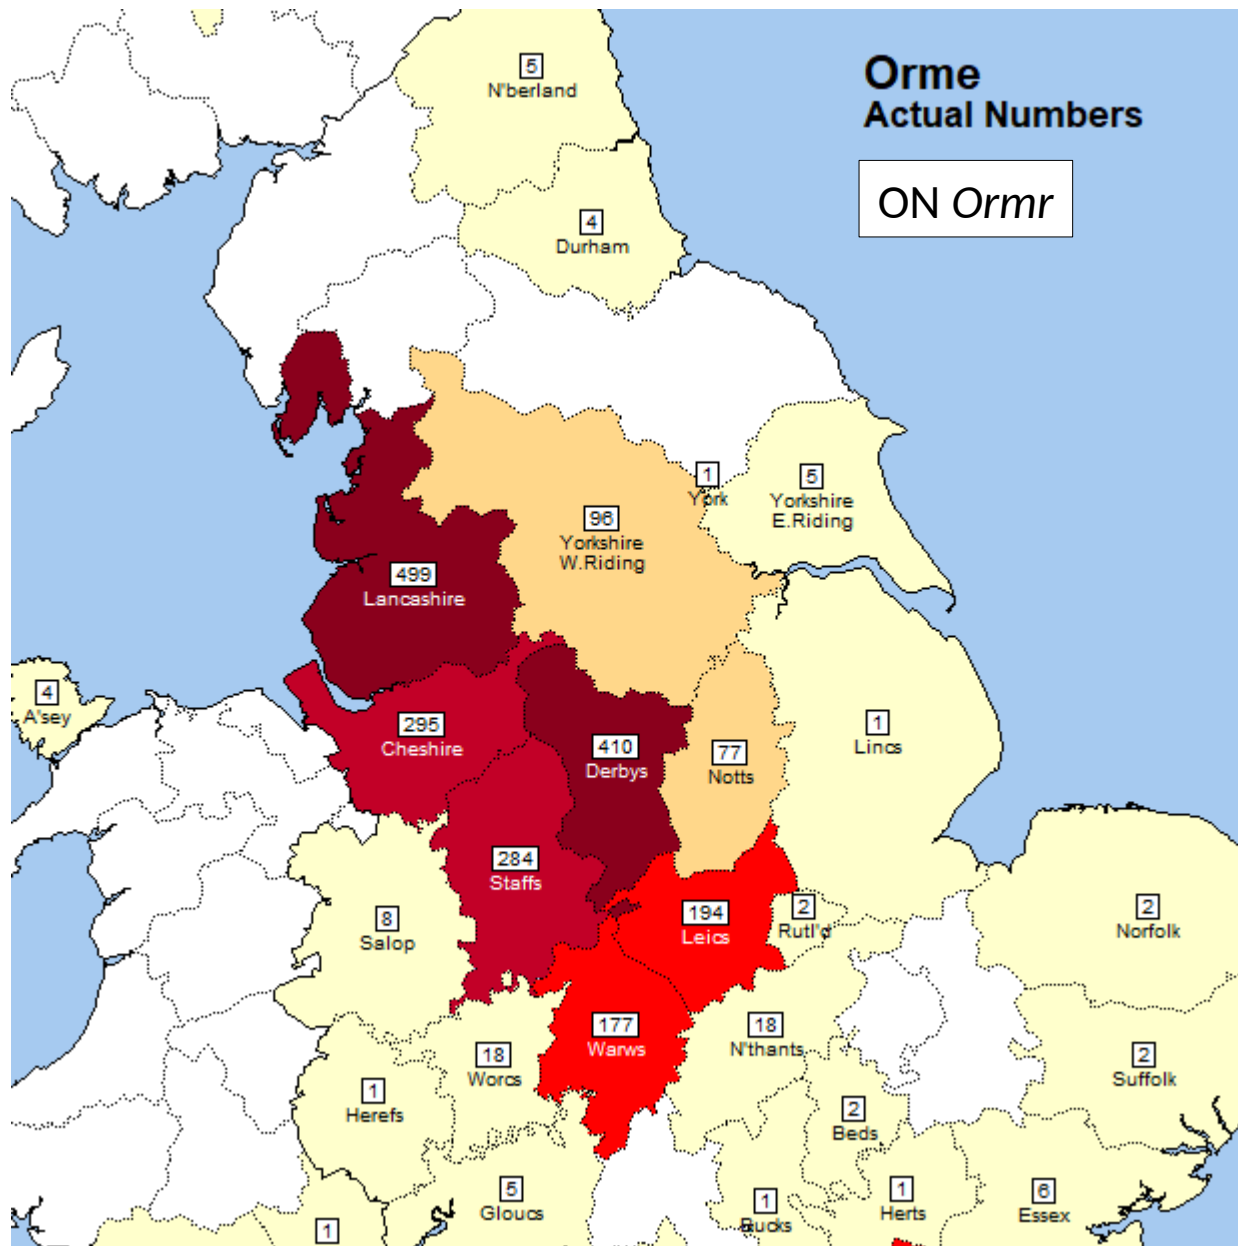 Orme
Actual Numbers
ON Ormr
5
N'berland
4
Durham
1
York
5
Yorkshire
E.Riding
96
Yorkshire
W.Riding
499
Lancashire
4
A'sey
295
Cheshire
410
Derbys
77
Notts
1
Lincs
284
Staffs
8
Salop
194
Leics
2
Rutl'd
2
Norfolk
177
Warws
18
N'thants
18
Worcs
2
Suffolk
1
Herefs
2
Beds
5
Gloucs
1
Bucks
1
Herts
6
Essex
1